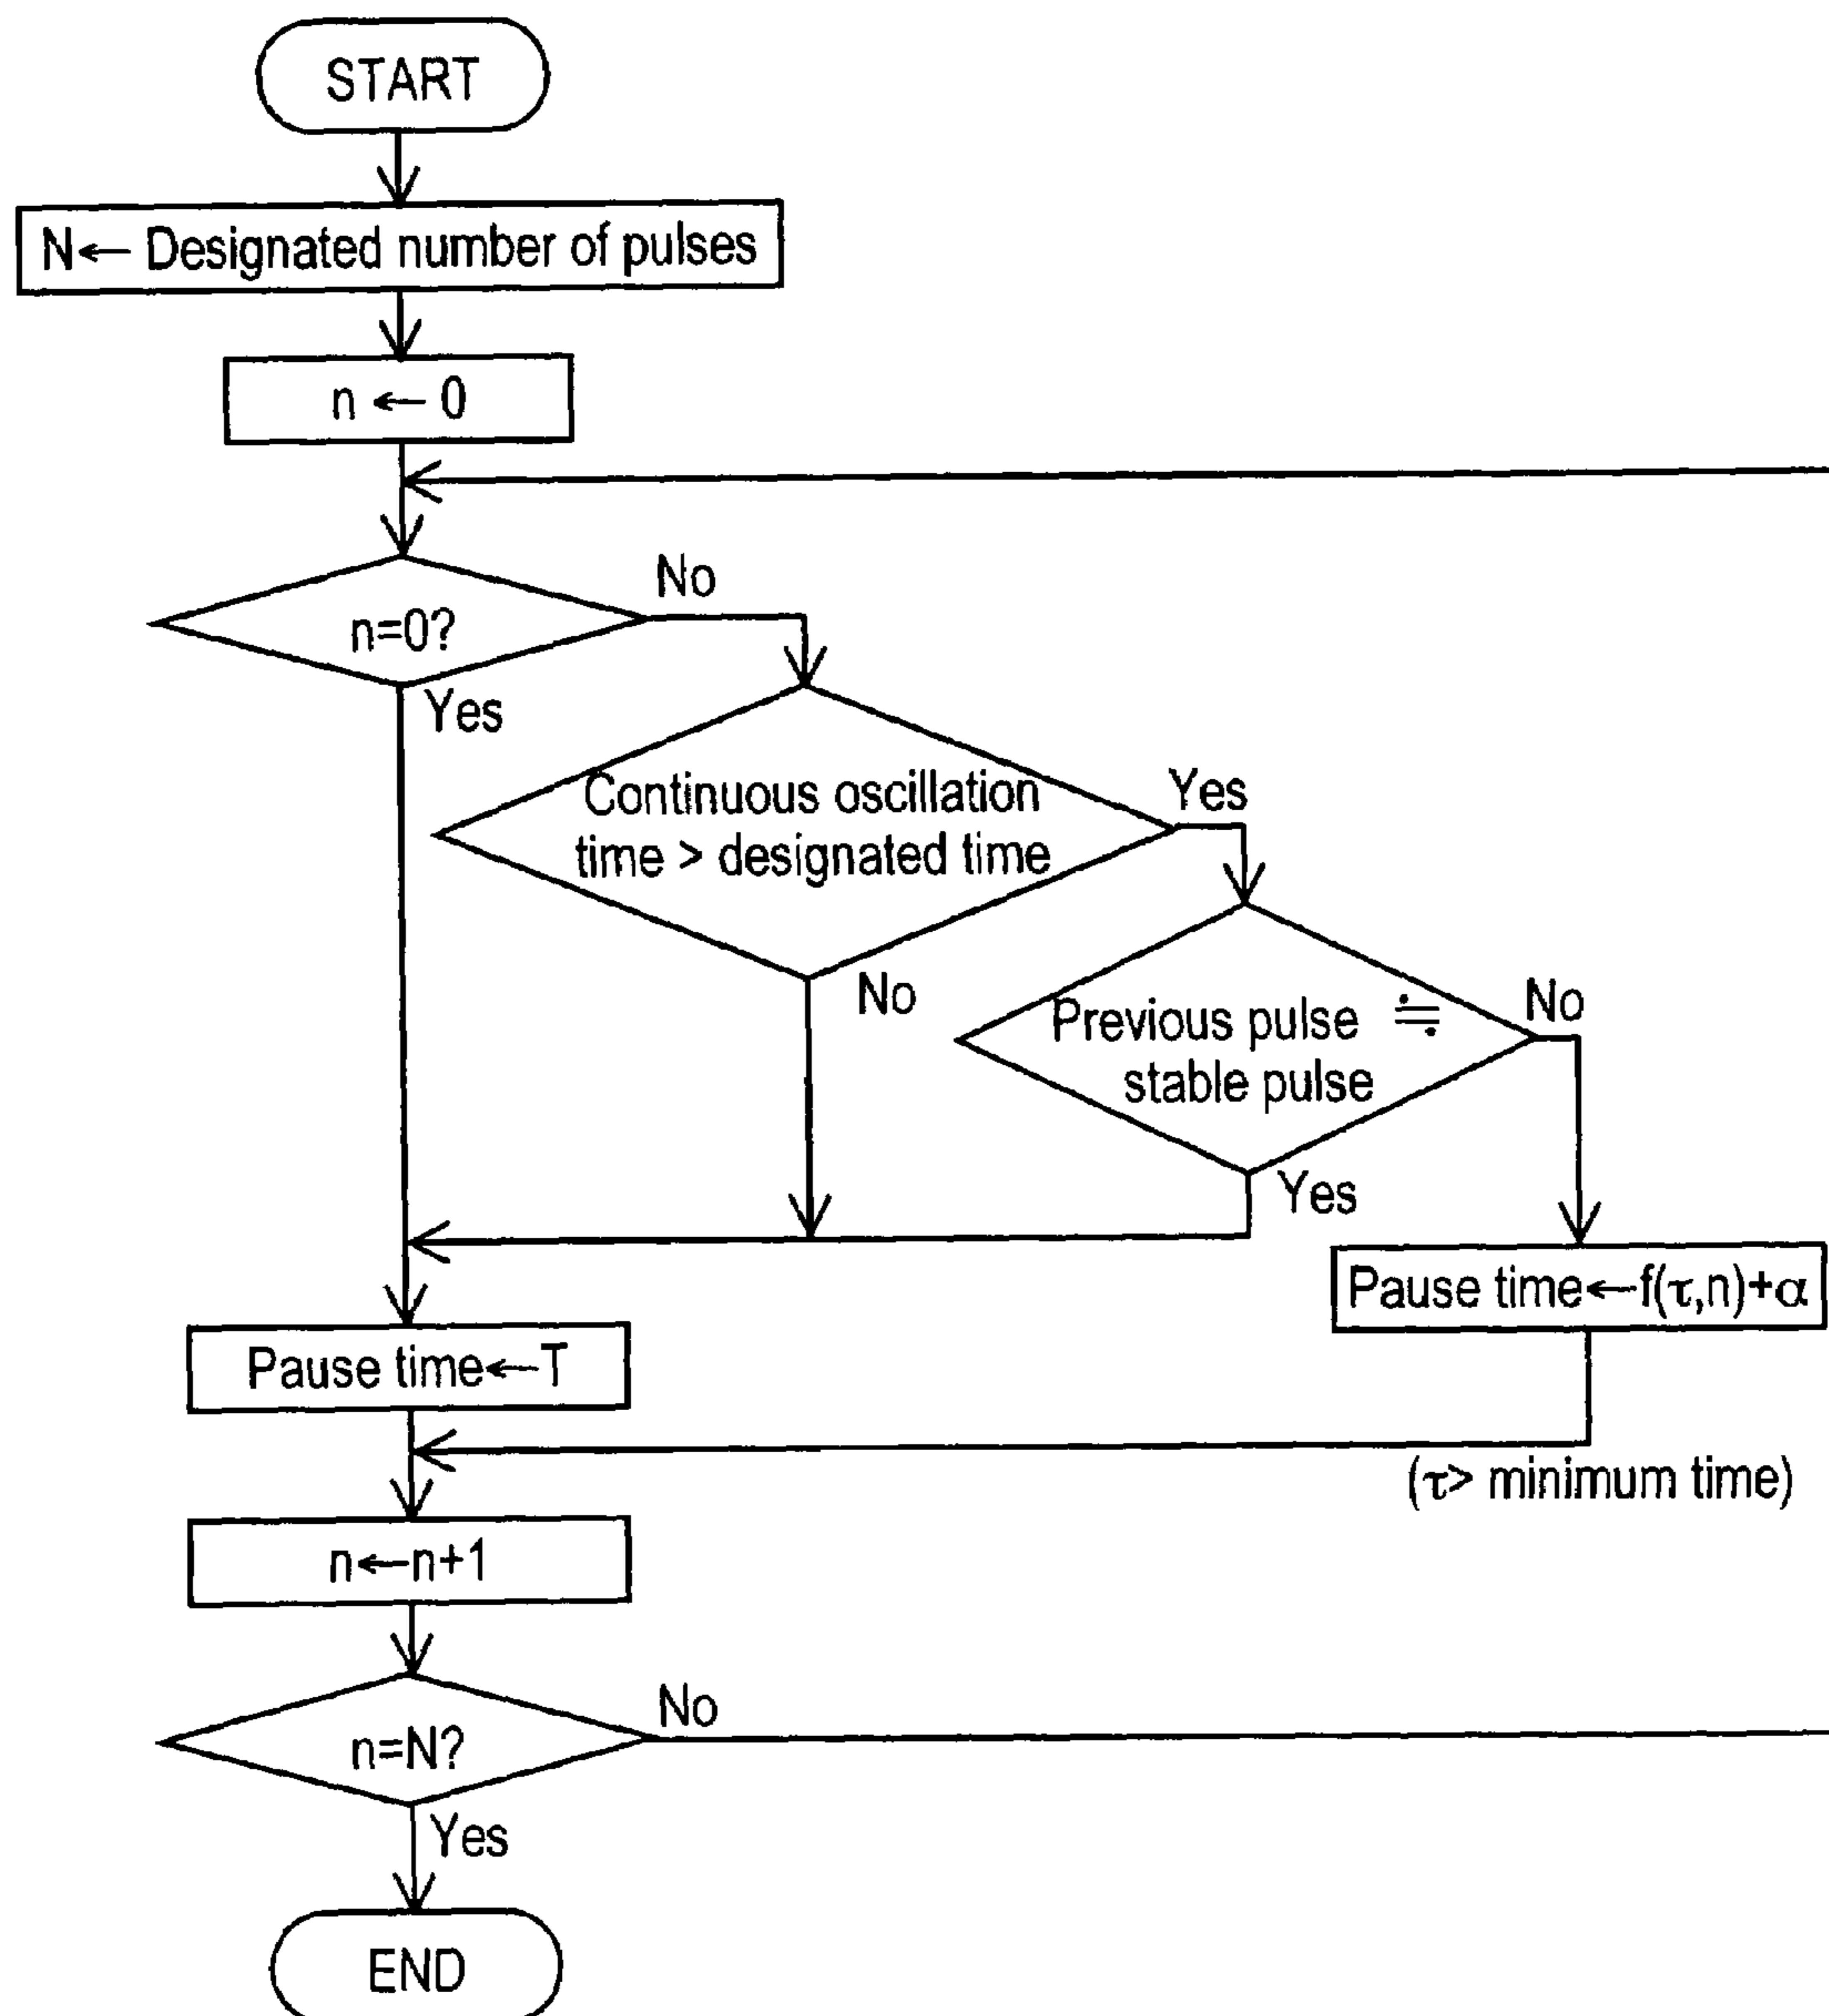 START
N← Designated number of pulses
n ← 0
n=0?
No
Yes
Continuous oscillation
time > designated time
Yes
No
Previous pulse ≒
stable pulse
No
Yes
Pause time←f(τ,n)+α
Pause time←T
(τ> minimum time)
n←n+1
n=N?
No
Yes
END